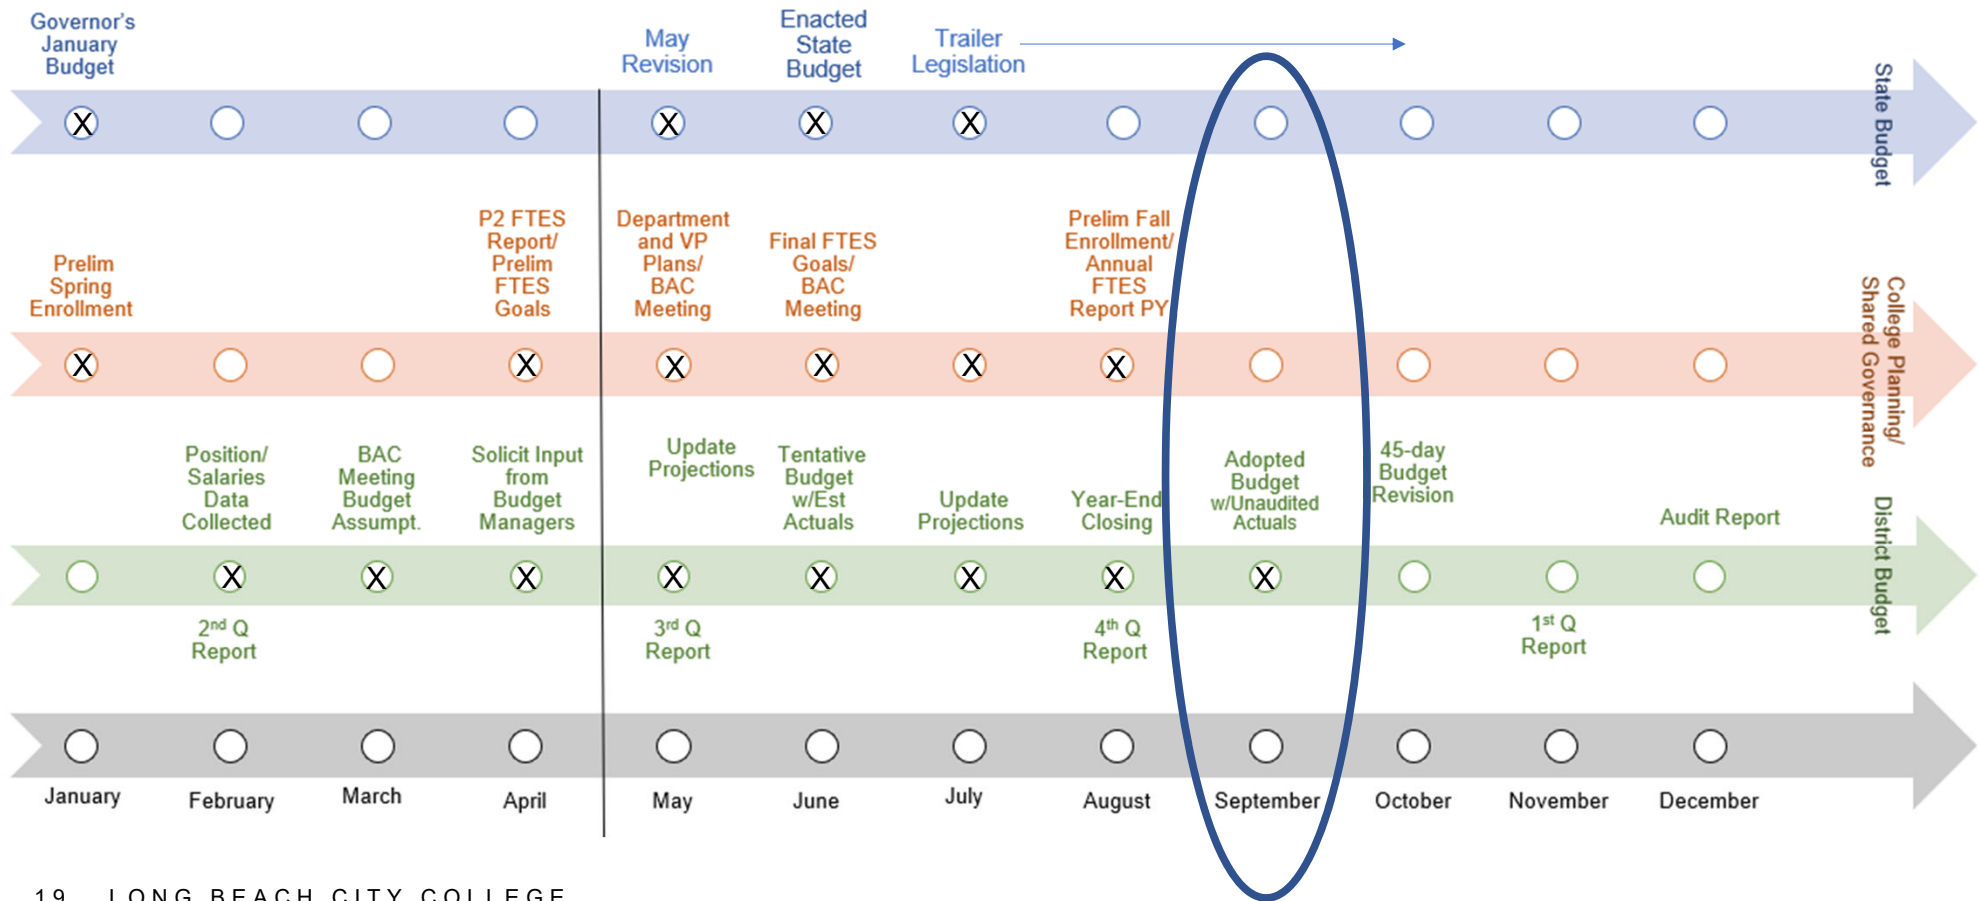 Governor's
January
Budget
May
Revision
Enacted
State
Budget
Trailer
Legislation
X
X
X
X
State Budget
Prelim
Spring
Enrollment
P2 FTES
Report/
Prelim
FTES
Goals
Department
and VP
Plans/
BAC
Meeting
Final FTES
Goals/
BAC
Meeting
Prelim Fall
Enrollment/
Annual
FTES
Report PY
X
X
X
X
X
X
College Planning/
Shared Governance
Position/
Salaries
Data
Collected
BAC
Meeting
Budget
Assumpt.
Solicit Input
from
Budget
Managers
Update
Projections
Tentative
Budget
w/Est
Actuals
Update
Projections
Year-End
Closing
Adopted
Budget
w/Unaudited
Actuals
45-day
Budget
Revision
Audit Report
X
X
X
X
X
X
X
X
District Budget
2nd Q
Report
3rd Q
Report
4th Q
Report
1st Q
Report
January
February
March
April
May
June
July
August
September
October
November
December
19 LONG BEACH CITY COLLEGE